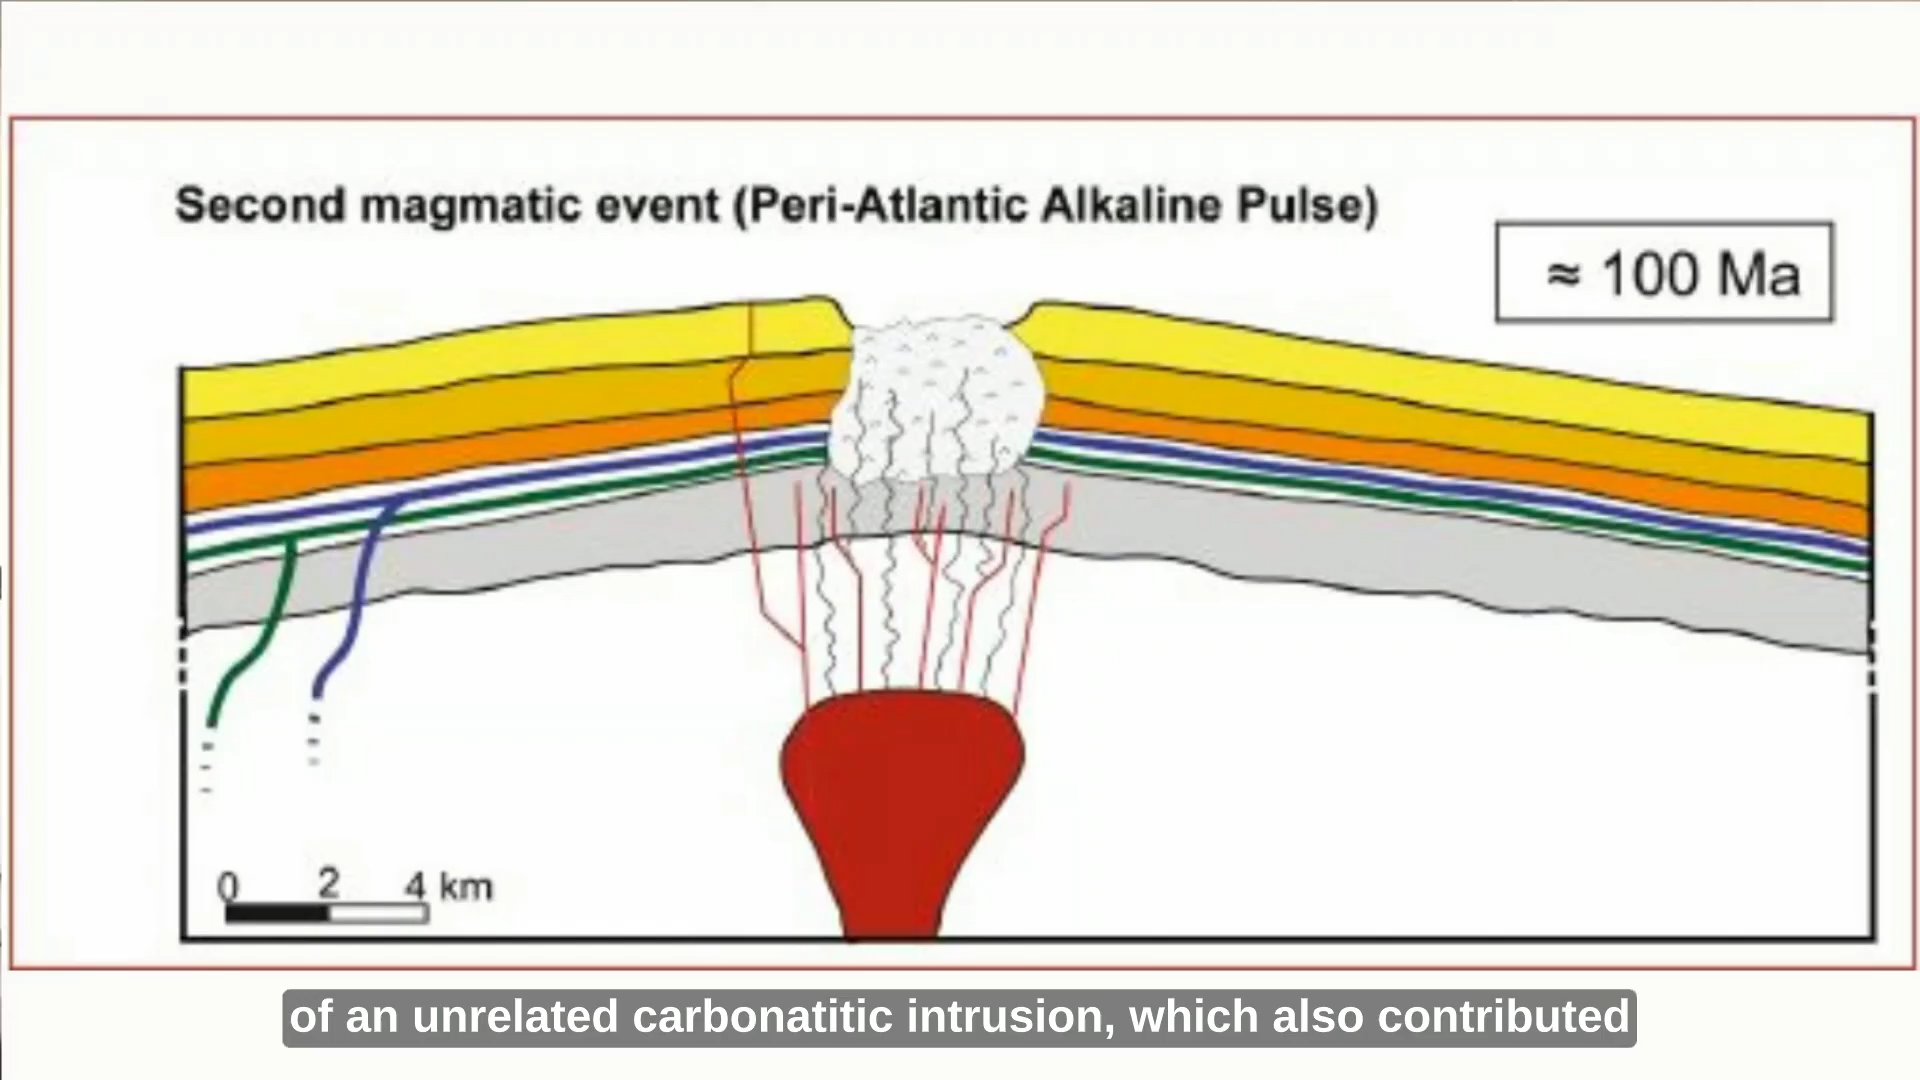 Second magmatic event (Peri-Atlantic Alkaline Pulse)
≈ 100 Ma
0 2 4 km
of an unrelated carbonatitic intrusion, which also contributed